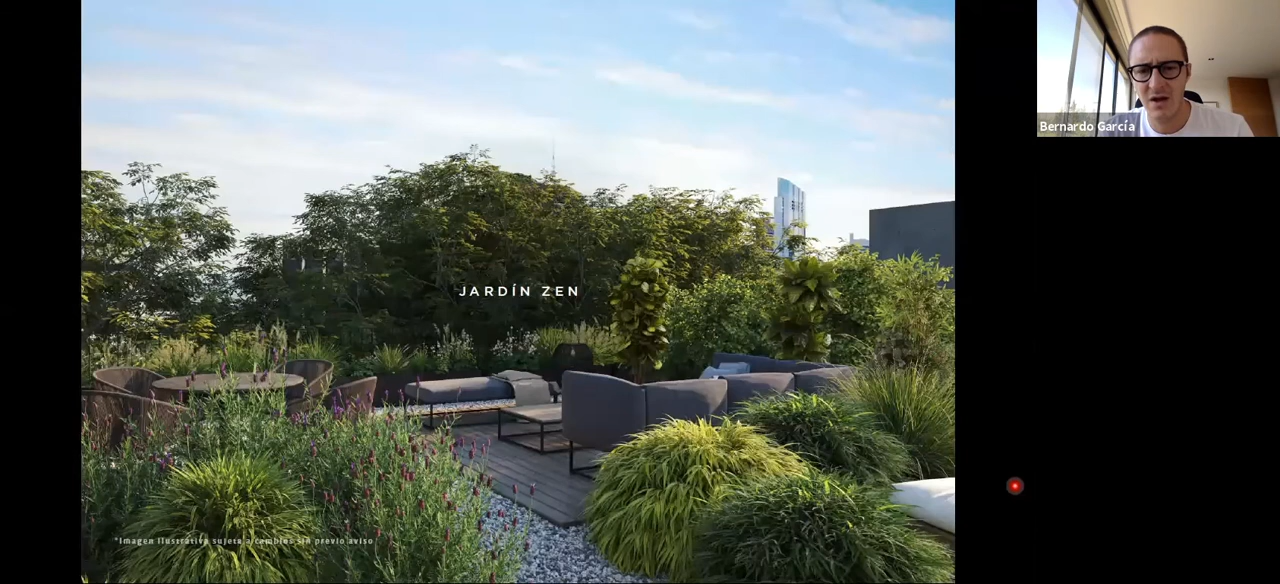 Bernardo García
JARDÍN ZEN
*Imagen ilustrativa sujeta a cambios sin previo aviso